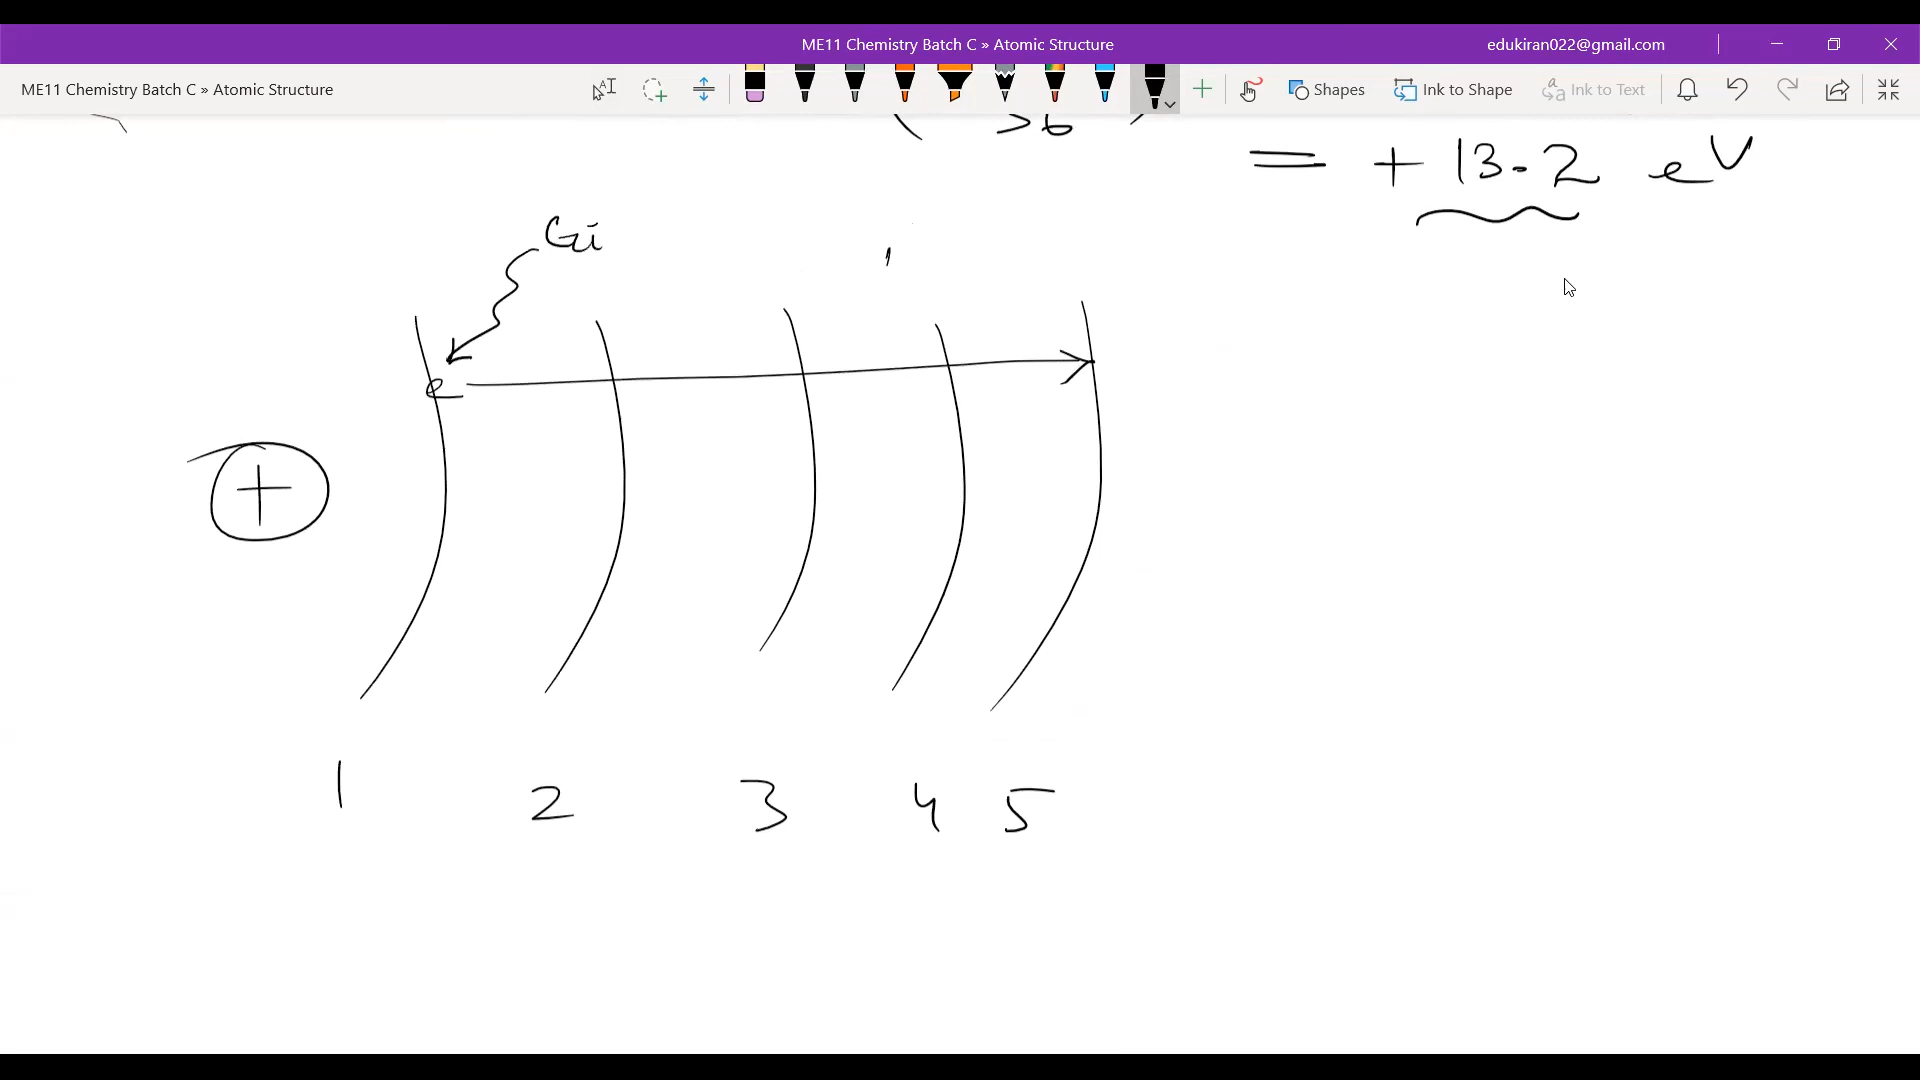 ME11 Chemistry Batch C » Atomic Structure
edukiran022@gmail.com
ME11 Chemistry Batch C » Atomic Structure
Shapes
Ink to Shape
Ink to Text
36
= + 13.2 eV
e
+
1 2 3 4 5